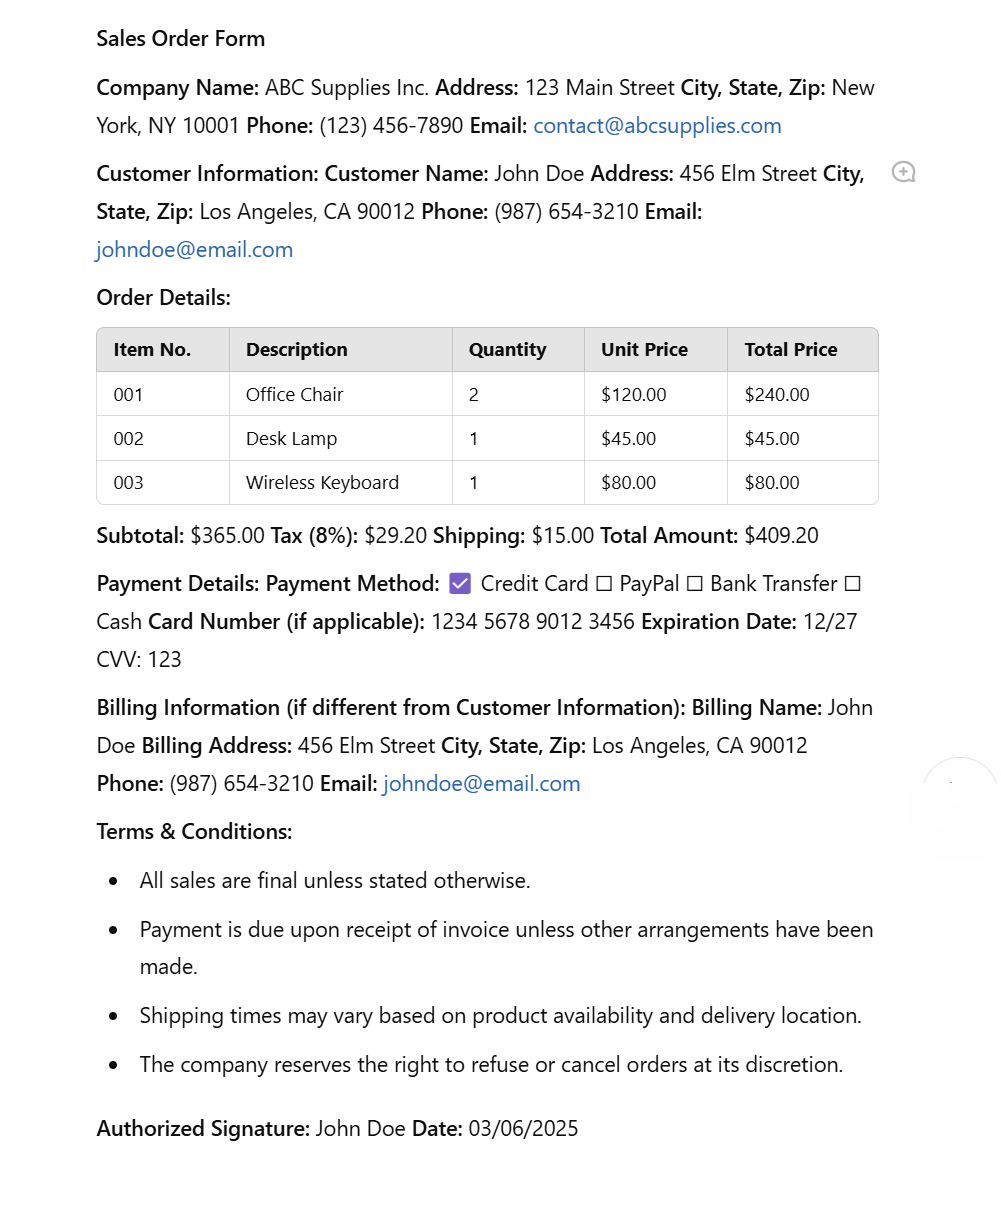 Sales Order Form
Company Name: ABC Supplies Inc. Address: 123 Main Street City, State, Zip: New
York, NY 10001 Phone: (123) 456-7890 Email: contact@abcsupplies.com
Customer Information: Customer Name: John Doe Address: 456 Elm Street City,
State, Zip: Los Angeles, CA 90012 Phone: (987) 654-3210 Email:
johndoe@email.com
Order Details:
Item No. Description Quantity Unit Price Total Price
001 Office Chair 2 $120.00 $240.00
002 Desk Lamp 1 $45.00 $45.00
003 Wireless Keyboard 1 $80.00 $80.00
Subtotal: $365.00 Tax (8%): $29.20 Shipping: $15.00 Total Amount: $409.20
Payment Details: Payment Method: ☑ Credit Card ☐ PayPal ☐ Bank Transfer ☐
Cash Card Number (if applicable): 1234 5678 9012 3456 Expiration Date: 12/27
CVV: 123
Billing Information (if different from Customer Information): Billing Name: John
Doe Billing Address: 456 Elm Street City, State, Zip: Los Angeles, CA 90012
Phone: (987) 654-3210 Email: johndoe@email.com
Terms & Conditions:
• All sales are final unless stated otherwise.
• Payment is due upon receipt of invoice unless other arrangements have been
made.
• Shipping times may vary based on product availability and delivery location.
• The company reserves the right to refuse or cancel orders at its discretion.
Authorized Signature: John Doe Date: 03/06/2025